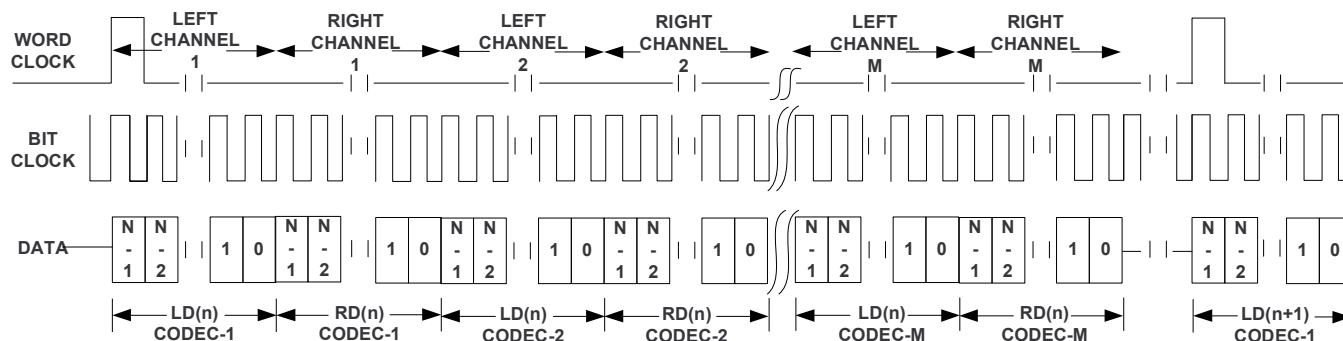 WORD CLOCK
LEFT CHANNEL 1
RIGHT CHANNEL 1
LEFT CHANNEL 2
RIGHT CHANNEL 2
LEFT CHANNEL M
RIGHT CHANNEL M
BIT CLOCK
DATA
N-1 N-2 1 0 N-1 N-2 1 0 N-1 N-2 1 0 N-1 N-2 1 0 N-1 N-2 1 0 N-1 N-2 1 0 N-1 N-2 1 0
LD(n) CODEC-1
RD(n) CODEC-1
LD(n) CODEC-2
RD(n) CODEC-2
LD(n) CODEC-M
RD(n) CODEC-M
LD(n+1) CODEC-1